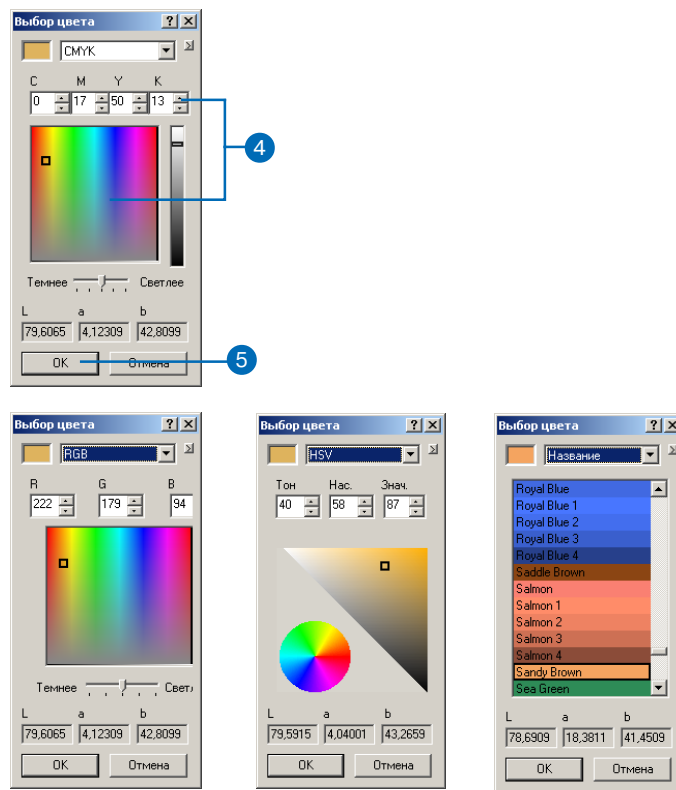 Выбор цвета
CMYK
C M Y K
0 17 50 13
4
Темнее Светлее
L a b
79,6065 4,12309 42,8099
OK Отмена
5
Выбор цвета
RGB
R G B
222 179 94
Темнее Светл
L a b
79,6065 4,12309 42,8099
OK Отмена
Выбор цвета
HSV
Тон Нас. Знач.
40 58 87
L a b
79,5915 4,04001 43,2659
OK Отмена
Выбор цвета
Название
Royal Blue
Royal Blue 1
Royal Blue 2
Royal Blue 3
Royal Blue 4
Saddle Brown
Salmon
Salmon 1
Salmon 2
Salmon 3
Salmon 4
Sandy Brown
Sea Green
L a b
78,6909 18,3811 41,4509
OK Отмена